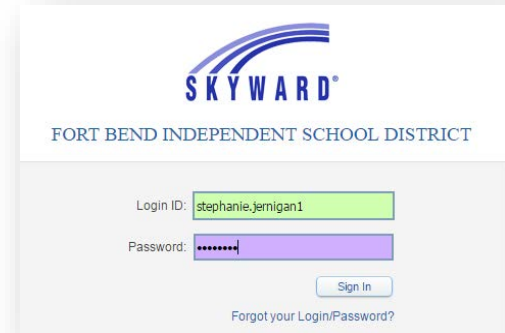 SKYWARD®
FORT BEND INDEPENDENT SCHOOL DISTRICT
Login ID: stephanie.jernigan1
Password: ••••••••
Sign In
Forgot your Login/Password?